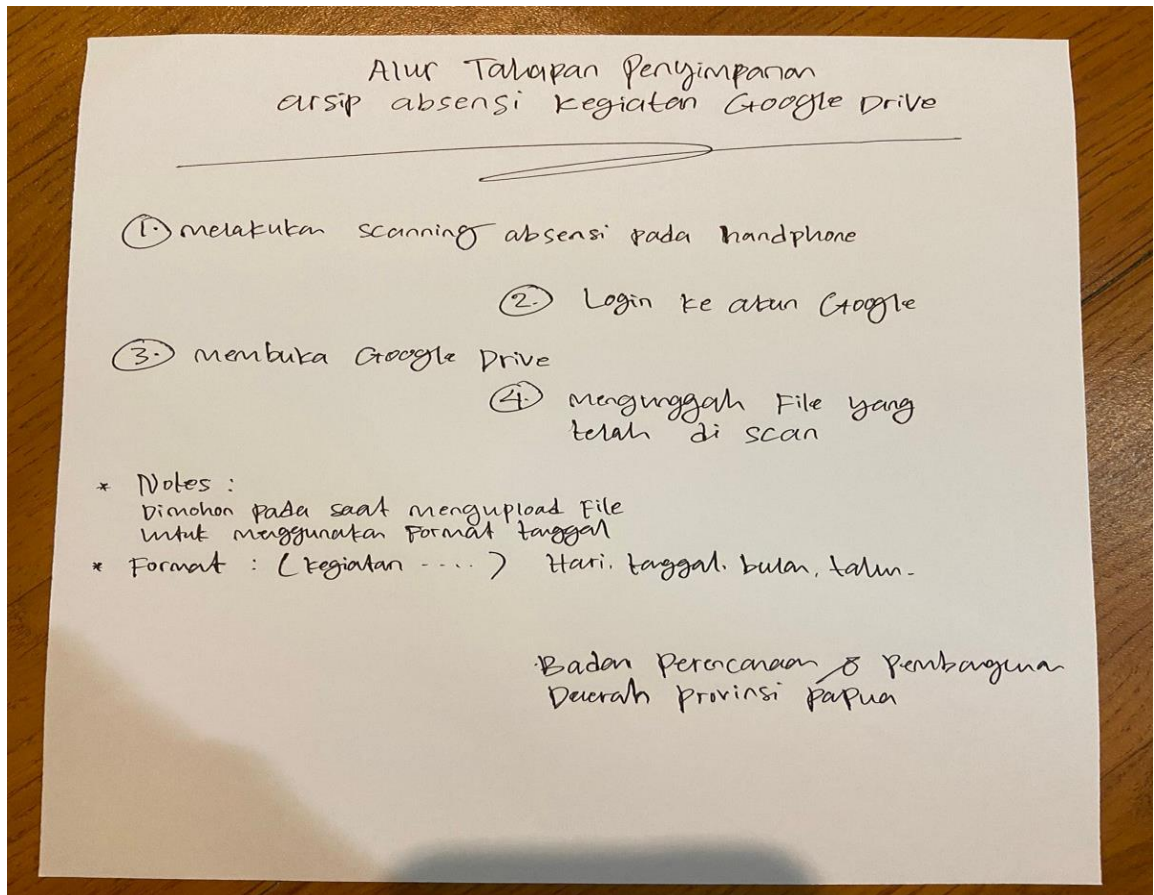 Alur Tahapan Penyimpanan
arsip absensi kegiatan Google Drive
1. melakukan scanning absensi pada handphone
2. Login ke akun Google
3. membuka Google Drive
4. mengunggah File yang
telah di scan
* Notes :
Dimohon pada saat mengupload File
untuk menggunakan Format tanggal
* Format : (kegiatan ....) Hari. tanggal. bulan, tahun.
Badan Perencanaan & Pembangunan
Daerah Provinsi Papua